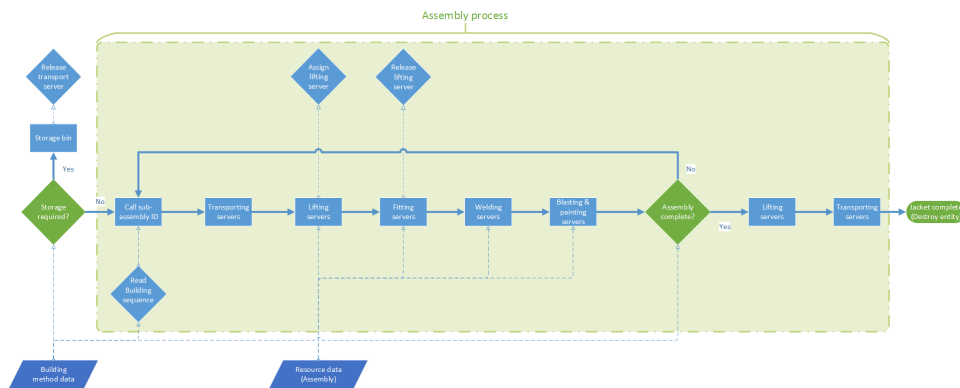 Assembly process
Release
transport
server
Assign
lifting
server
Release
lifting
server
Storage bin
Yes
No
Storage
required?
No
Call sub-
assembly ID
Transporting
servers
Lifting
servers
Fitting
servers
Welding
servers
Blasting &
painting
servers
Assembly
complete?
Yes
Lifting
servers
Transporting
servers
Jacket complete
(Destroy entity)
Read
Building
sequence
Building
method data
Resource data
(Assembly)